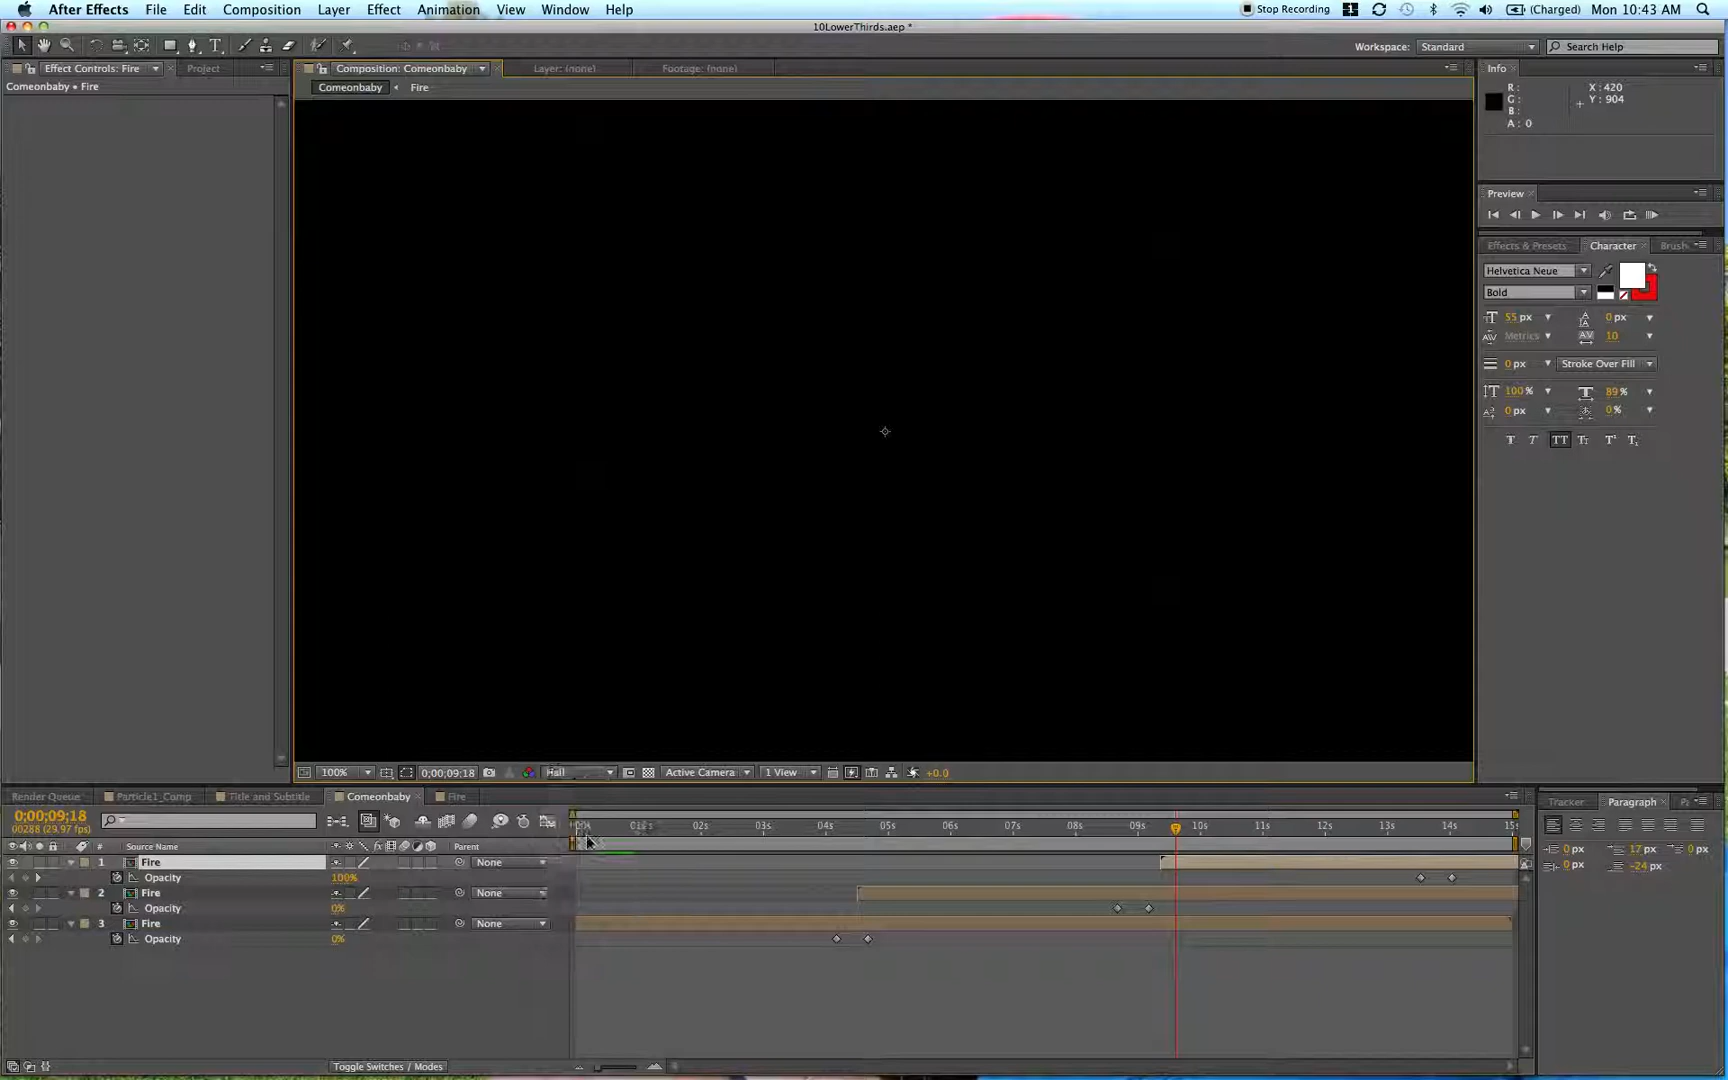 After Effects File Edit Composition Layer Effect Animation View Window Help Stop Recording 1 (Charged) Mon 10:43 AM
10LowerThirds.aep *
Workspace: Standard Search Help
Effect Controls: Fire Project Composition: Comeonbaby Layer: (none) Footage: (none) Info
Comeonbaby • Fire Comeonbaby Fire
R: X: 420
G: Y: 904
B:
A: 0
Preview
Effects & Presets Character Brush
Helvetica Neue
Bold
55 px 0 px
Metrics 10
0 px Stroke Over Fill
100 % 89 %
0 px 0 %
T T TT Tt T¹ T₁
100% 0;00;09;18 Half Active Camera 1 View +0.0
Render Queue Particle1_Comp Title and Subtitle Comeonbaby Fire
Tracker Paragraph
0;00;09;18
00288 (29.97 fps)
01s 02s 03s 04s 05s 06s 07s 08s 09s 10s 11s 12s 13s 14s 15s
# Source Name Parent
0 px 17 px 0 px
0 px -24 px
1 Fire None
Opacity 100%
2 Fire None
Opacity 0%
3 Fire None
Opacity 0%
Toggle Switches / Modes